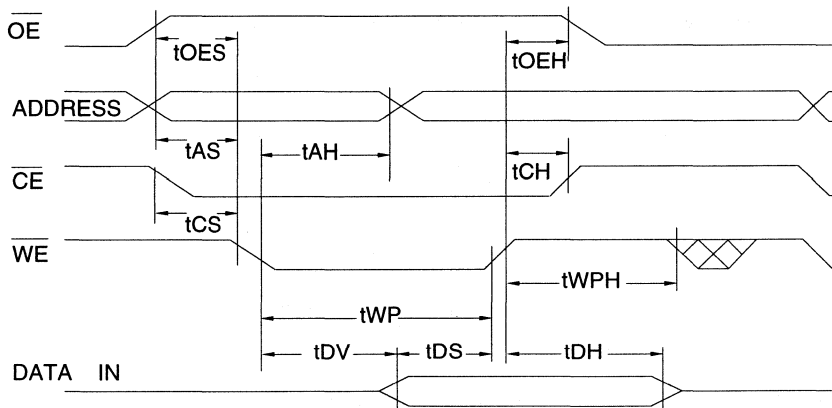 OE
tOES
tOEH
ADDRESS
tAS
tAH
tCH
CE
tCS
WE
tWPH
tWP
tDV
tDS
tDH
DATA IN